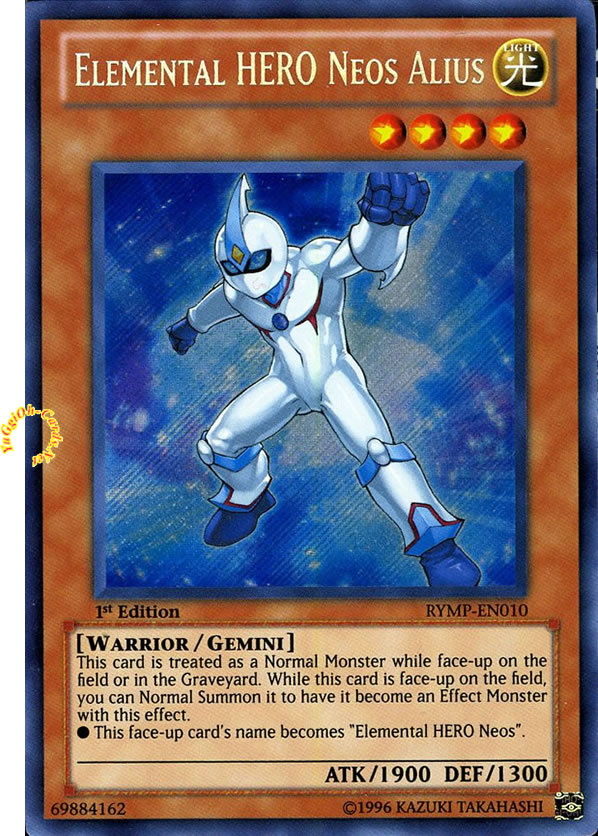 ELEMENTAL HERO NEOS ALIUS
LIGHT
光
YuGgiOh-Cards.Net
1st Edition
RYMP-EN010
[WARRIOR/GEMINI]
This card is treated as a Normal Monster while face-up on the
field or in the Graveyard. While this card is face-up on the field,
you can Normal Summon it to have it become an Effect Monster
with this effect.
● This face-up card's name becomes "Elemental HERO Neos".
ATK/1900 DEF/1300
69884162
©1996 KAZUKI TAKAHASHI